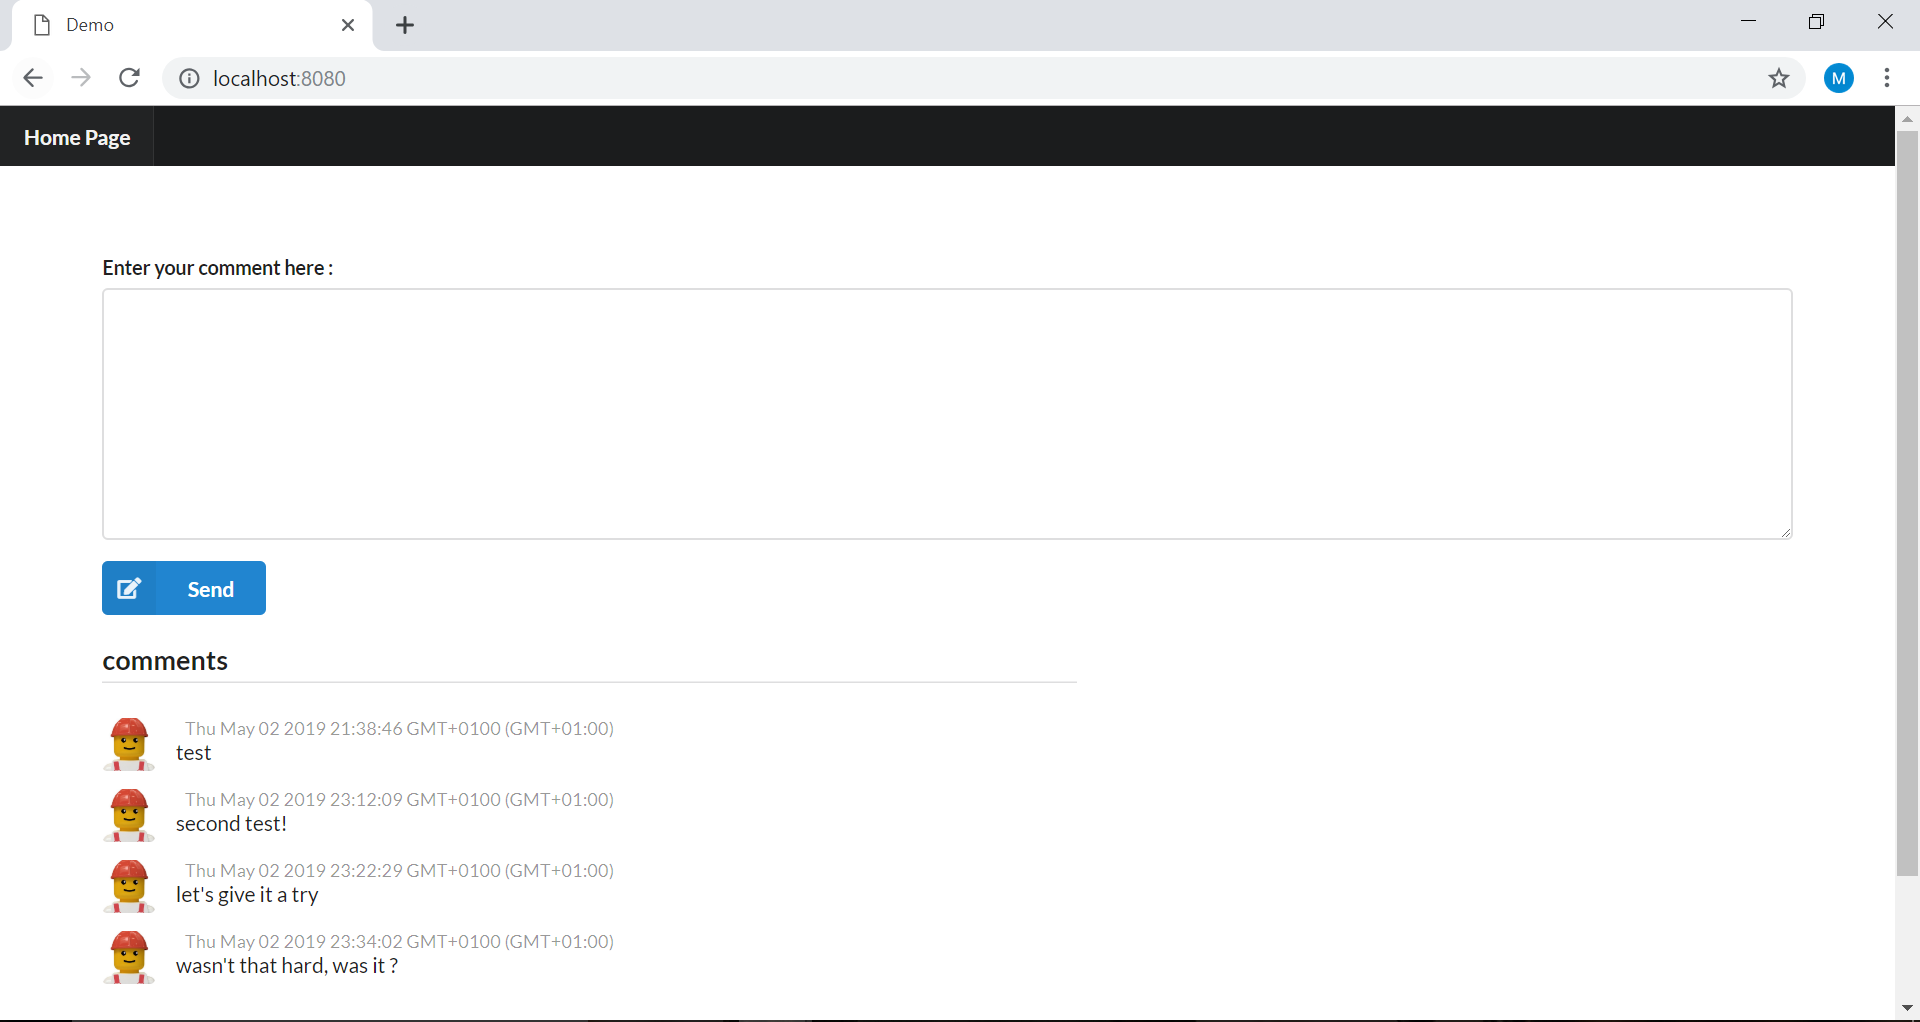 Demo
localhost:8080
M
Home Page
Enter your comment here :
Send
comments
Thu May 02 2019 21:38:46 GMT+0100 (GMT+01:00)
test
Thu May 02 2019 23:12:09 GMT+0100 (GMT+01:00)
second test!
Thu May 02 2019 23:22:29 GMT+0100 (GMT+01:00)
let's give it a try
Thu May 02 2019 23:34:02 GMT+0100 (GMT+01:00)
wasn't that hard, was it ?